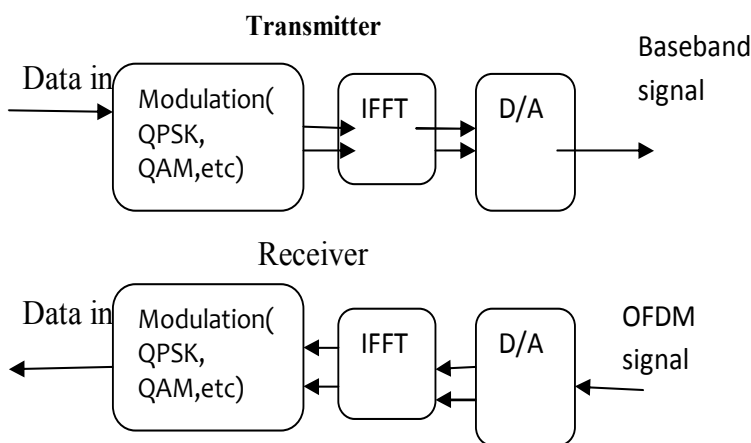 Transmitter
Data in
Modulation(
QPSK,
QAM,etc)
IFFT
D/A
Baseband
signal
Receiver
Data in
Modulation(
QPSK,
QAM,etc)
IFFT
D/A
OFDM
signal